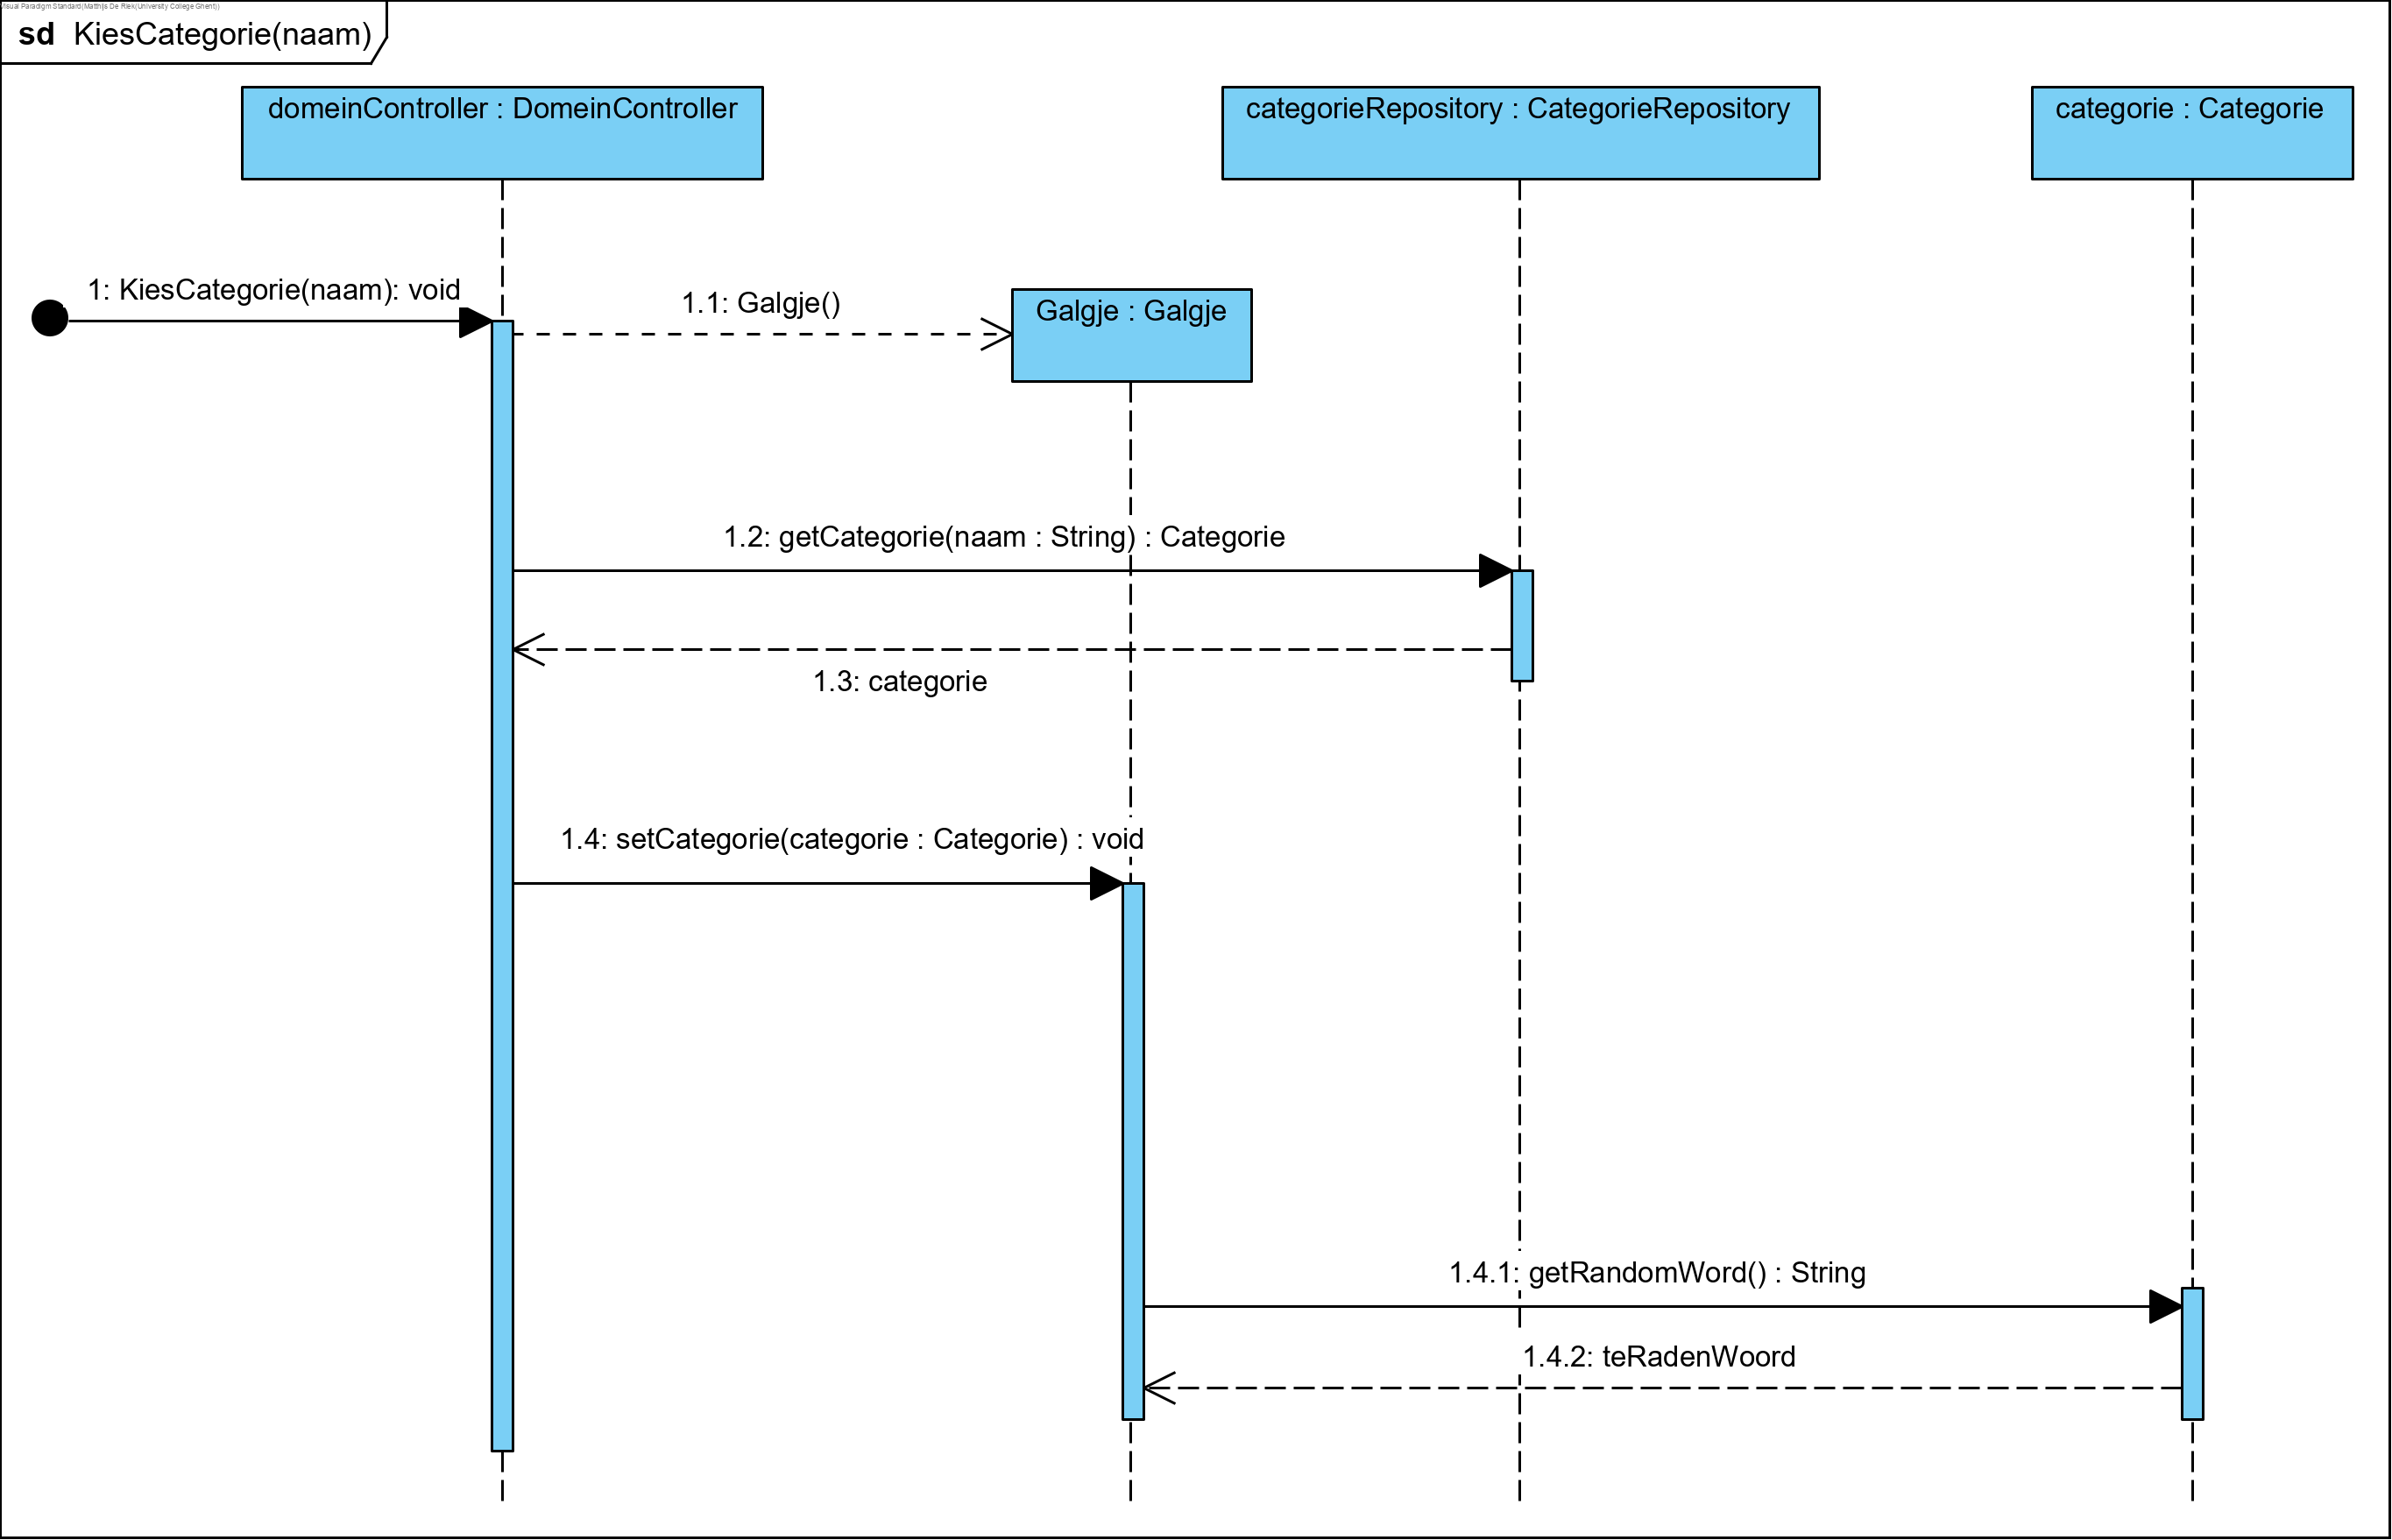 Visual Paradigm Standard(Mathijs De Riek(University College Ghent))
sd KiesCategorie(naam)
domeinController : DomeinController
categorieRepository : CategorieRepository
categorie : Categorie
1: KiesCategorie(naam): void
1.1: Galgje()
Galgje : Galgje
1.2: getCategorie(naam : String) : Categorie
1.3: categorie
1.4: setCategorie(categorie : Categorie) : void
1.4.1: getRandomWord() : String
1.4.2: teRadenWoord